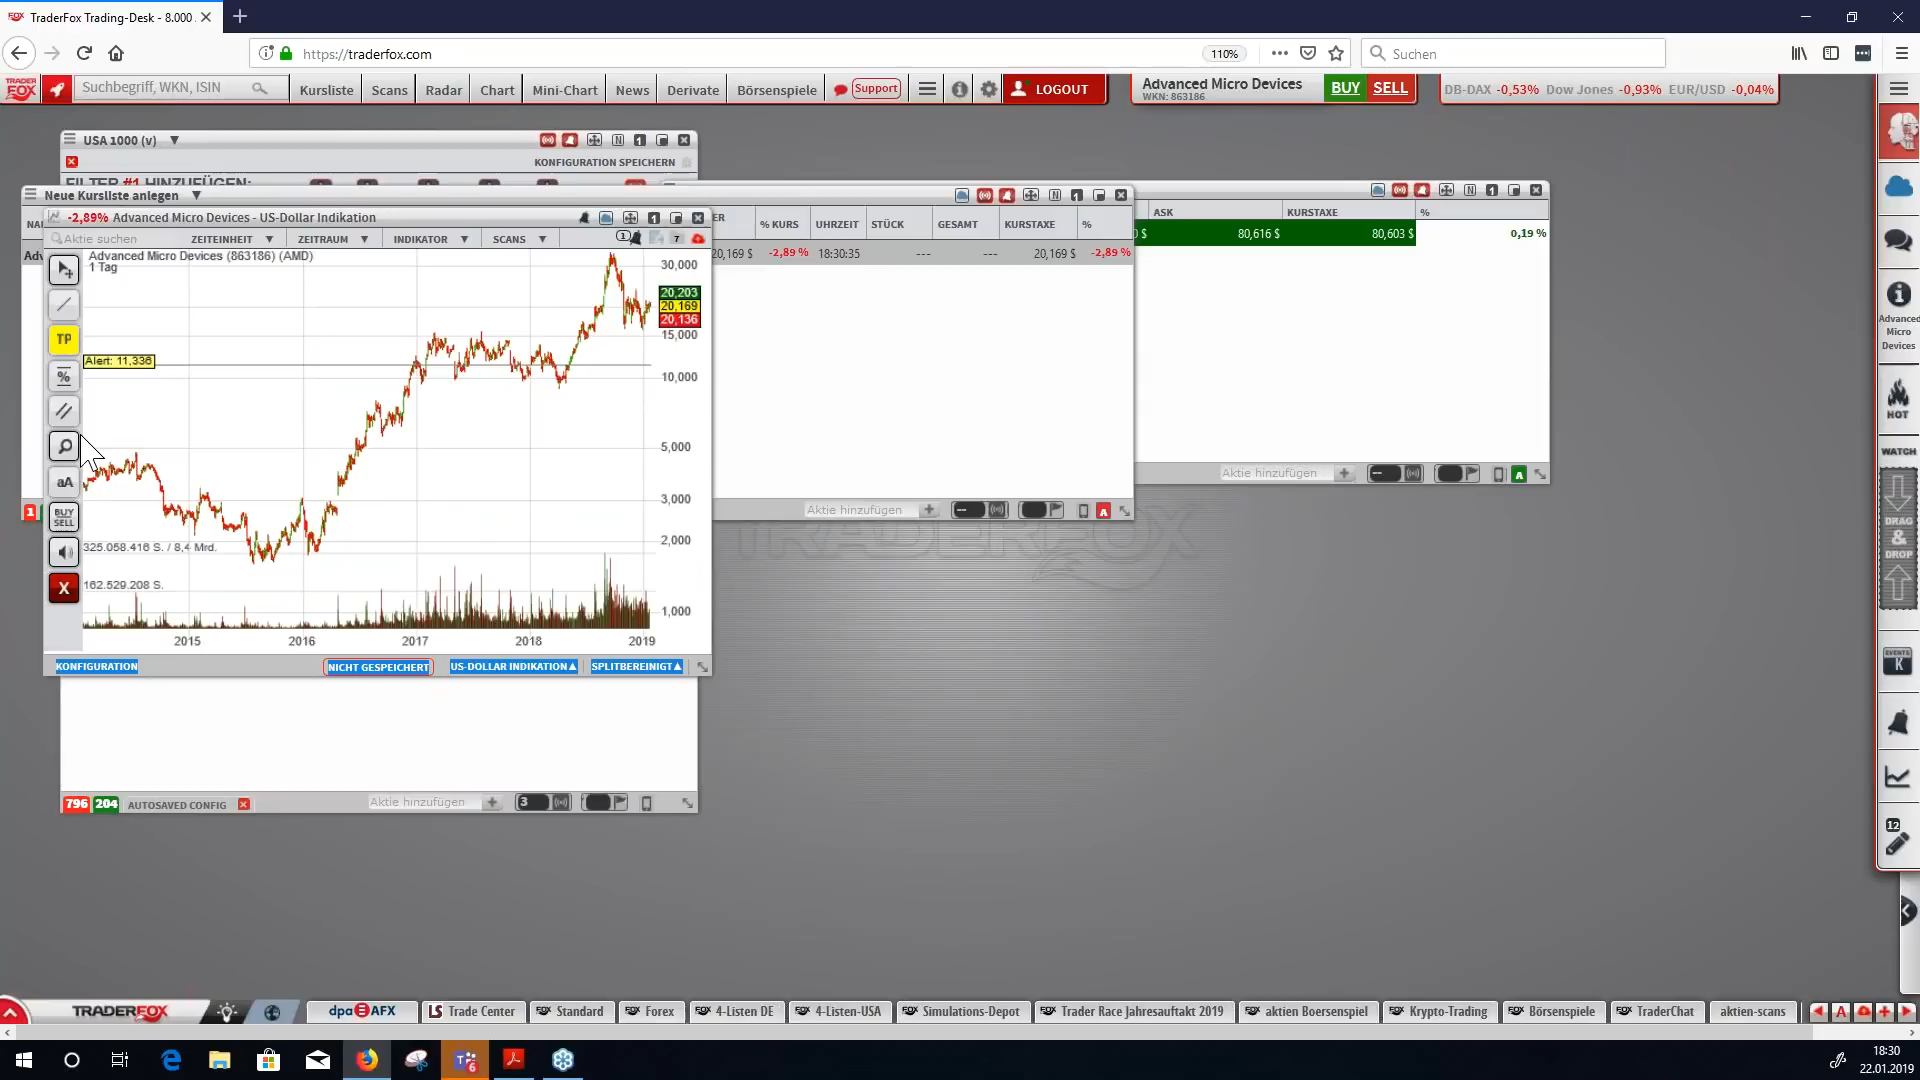 TraderFox Trading-Desk - 8.000
https://traderfox.com
110%
Suchen
TRADER FOX
Suchbegriff, WKN, ISIN
Kursliste Scans Radar Chart Mini-Chart News Derivate Börsenspiele Support
LOGOUT
Advanced Micro Devices
WKN: 863186
BUY SELL
DB-DAX -0,53% Dow Jones -0,93% EUR/USD -0,04%
USA 1000 (v)
KONFIGURATION SPEICHERN
FILTER #1 HINZUFÜGEN:
Neue Kursliste anlegen
% KURS UHRZEIT STÜCK GESAMT KURSTAXE %
20,169 $ -2,89 % 18:30:35 --- --- 20,169 $ -2,89 %
ASK KURSTAXE %
80,616 $ 80,603 $ 0,19 %
-2,89% Advanced Micro Devices - US-Dollar Indikation
Aktie suchen ZEITEINHEIT ZEITRAUM INDIKATOR SCANS
Advanced Micro Devices (863186) (AMD)
1 Tag
30,000
20,203
20,169
20,136
15,000
10,000
5,000
3,000
2,000
1,000
Alert: 11,336
TP
%
aA
BUY
SELL
X
325.058.416 S. / 8,4 Mrd.
162.529.208 S.
2015 2016 2017 2018 2019
KONFIGURATION NICHT GESPEICHERT US-DOLLAR INDIKATION▲ SPLITBEREINIGT▲
Aktie hinzufügen
Aktie hinzufügen
TRADERFOX
796 204 AUTOSAVED CONFIG
Aktie hinzufügen
3
Advanced
Micro
Devices
HOT
WATCH
DRAG
&
DROP
EVENTS
K
12
TRADERFOX
dpa AFX
LS Trade Center
Standard
Forex
4-Listen DE
4-Listen-USA
Simulations-Depot
Trader Race Jahresauftakt 2019
aktien Boersenspiel
Krypto-Trading
Börsenspiele
TraderChat
aktien-scans
18:30
22.01.2019